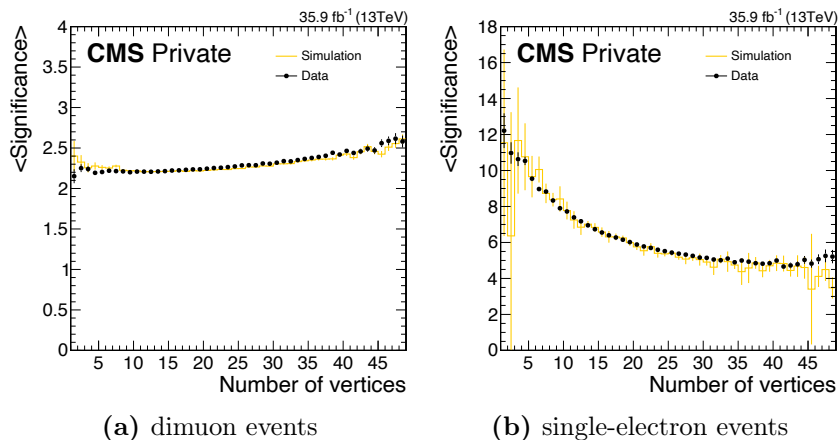 35.9 fb⁻¹ (13TeV)
CMS Private
Simulation
Data
<Significance>
4
3.5
3
2.5
2
1.5
1
0.5
0
5 10 15 20 25 30 35 40 45
Number of vertices
(a) dimuon events
35.9 fb⁻¹ (13TeV)
CMS Private
Simulation
Data
<Significance>
18
16
14
12
10
8
6
4
2
0
5 10 15 20 25 30 35 40 45
Number of vertices
(b) single-electron events